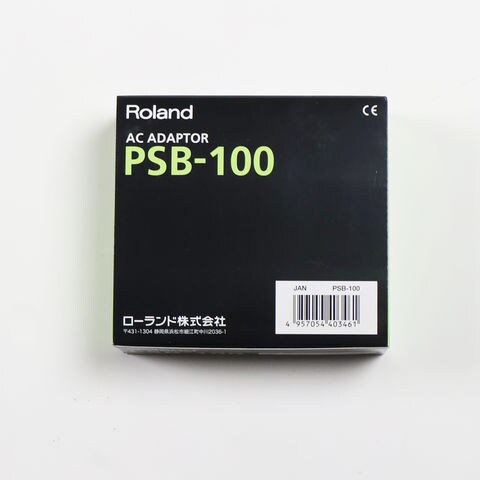 Roland
CE
AC ADAPTOR
PSB-100
JAN PSB-100
4 957054 403461
ローランド株式会社
〒431-1304 静岡県浜松市細江町中川2036-1